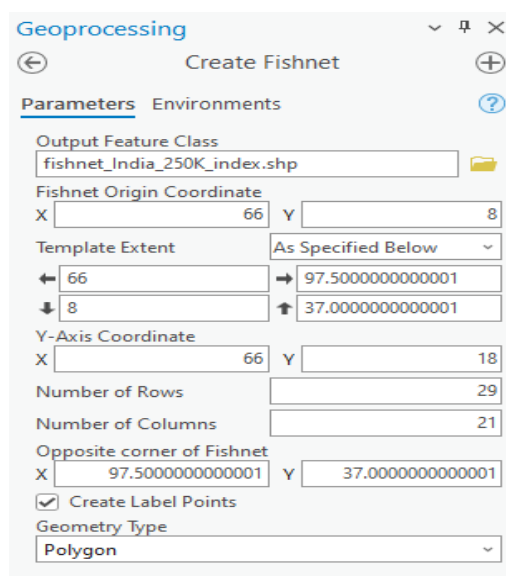 Geoprocessing
Create Fishnet
Parameters Environments ?
Output Feature Class
fishnet_India_250K_index.shp
Fishnet Origin Coordinate
X 66 Y 8
Template Extent As Specified Below
66 97.5000000000001
8 37.0000000000001
Y-Axis Coordinate
X 66 Y 18
Number of Rows 29
Number of Columns 21
Opposite corner of Fishnet
X 97.5000000000001 Y 37.0000000000001
Create Label Points
Geometry Type
Polygon